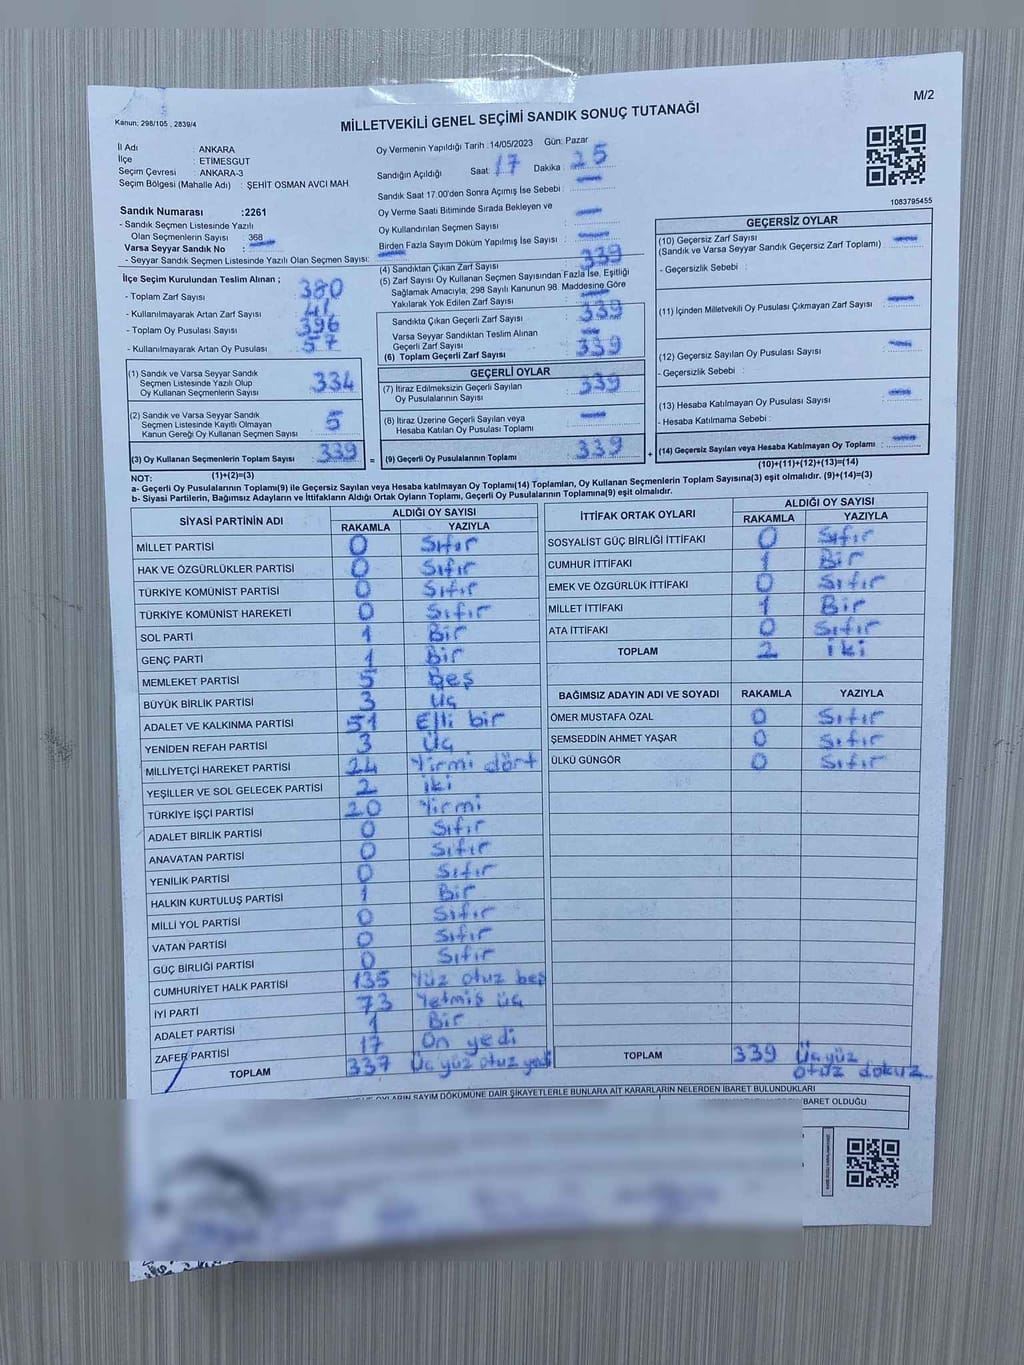 M/2
Kanun; 298/105 , 2839/4
MİLLETVEKİLİ GENEL SEÇİMİ SANDIK SONUÇ TUTANAĞI
İl Adı : ANKARA
İlçe : ETİMESGUT
Seçim Çevresi : ANKARA-3
Seçim Bölgesi (Mahalle Adı) : ŞEHİT OSMAN AVCI MAH.
Sandık Numarası :2261
- Sandık Seçmen Listesinde Yazılı
Olan Seçmenlerin Sayısı : 368
Varsa Seyyar Sandık No :
- Seyyar Sandık Seçmen Listesinde Yazılı Olan Seçmen Sayısı:
Oy Vermenin Yapıldığı Tarih :14/05/2023 Gün: Pazar
Sandığın Açıldığı Saat: 17 Dakika : 25
Sandık Saat 17:00'den Sonra Açımış İse Sebebi :
Oy Verme Saati Bitiminde Sırada Bekleyen ve
Oy Kullandırılan Seçmen Sayısı :
Birden Fazla Sayım Döküm Yapılmış İse Sayısı :
1083795455
İlçe Seçim Kurulundan Teslim Alınan ;
- Toplam Zarf Sayısı : 380
- Kullanılmayarak Artan Zarf Sayısı : 41
- Toplam Oy Pusulası Sayısı : 396
- Kullanılmayarak Artan Oy Pusulası : 57
(1) Sandık ve Varsa Seyyar Sandık
Seçmen Listesinde Yazılı Olup
Oy Kullanan Seçmenlerin Sayısı : 334
(2) Sandık ve Varsa Seyyar Sandık
Seçmen Listesinde Kayıtlı Olmayan
Kanun Gereği Oy Kullanan Seçmen Sayısı : 5
(3) Oy Kullanan Seçmenlerin Toplam Sayısı : 339
(1)+(2)=(3)
(4) Sandıktan Çıkan Zarf Sayısı : 339
(5) Zarf Sayısı Oy Kullanan Seçmen Sayısından Fazla İse, Eşitliği
Sağlamak Amacıyla, 298 Sayılı Kanunun 98. Maddesine Göre
Yakılarak Yok Edilen Zarf Sayısı :
Sandıkta Çıkan Geçerli Zarf Sayısı : 339
Varsa Seyyar Sandıktan Teslim Alınan
Geçerli Zarf Sayısı :
(6) Toplam Geçerli Zarf Sayısı : 339
GEÇERLİ OYLAR
(7) İtiraz Edilmeksizin Geçerli Sayılan
Oy Pusulasının Sayısı : 339
(8) İtiraz Üzerine Geçerli Sayılan veya
Hesaba Katılan Oy Pusulası Toplamı :
= (9) Geçerli Oy Pusulalarının Toplamı : 339
GEÇERSİZ OYLAR
(10) Geçersiz Zarf Sayısı :
(Sandık ve Varsa Seyyar Sandık Geçersiz Zarf Toplamı)
- Geçersizlik Sebebi :
(11) İçinden Milletvekili Oy Pusulası Çıkmayan Zarf Sayısı :
(12) Geçersiz Sayılan Oy Pusulası Sayısı :
- Geçersizlik Sebebi :
(13) Hesaba Katılmayan Oy Pusulası Sayısı :
- Hesaba Katılmama Sebebi :
+ (14) Geçersiz Sayılan veya Hesaba Katılmayan Oy Toplamı :
(10)+(11)+(12)+(13)=(14)
NOT:
a- Geçerli Oy Pusulalarının Toplamı(9) ile Geçersiz Sayılan veya Hesaba katılmayan Oy Toplamı(14) Toplamları, Oy Kullanan Seçmenlerin Toplam Sayısına(3) eşit olmalıdır. (9)+(14)=(3)
b- Siyasi Partilerin, Bağımsız Adayların ve İttifakların Aldığı Ortak Oyların Toplamı, Geçerli Oy Pusulalarının Toplamına(9) eşit olmalıdır.
SİYASİ PARTİNİN ADI ALDIĞI OY SAYISI
RAKAMLA YAZIYLA
MİLLET PARTİSİ 0 Sıfır
HAK VE ÖZGÜRLÜKLER PARTİSİ 0 Sıfır
TÜRKİYE KOMÜNİST PARTİSİ 0 Sıfır
TÜRKİYE KOMÜNİST HAREKETİ 0 Sıfır
SOL PARTİ 1 Bir
GENÇ PARTİ 1 Bir
MEMLEKET PARTİSİ 5 Beş
BÜYÜK BİRLİK PARTİSİ 3 Üç
ADALET VE KALKINMA PARTİSİ 51 Elli bir
YENİDEN REFAH PARTİSİ 3 Üç
MİLLİYETÇİ HAREKET PARTİSİ 24 Yirmi dört
YEŞİLLER VE SOL GELECEK PARTİSİ 2 iki
TÜRKİYE İŞÇİ PARTİSİ 20 Yirmi
ADALET BİRLİK PARTİSİ 0 Sıfır
ANAVATAN PARTİSİ 0 Sıfır
YENİLİK PARTİSİ 0 Sıfır
HALKIN KURTULUŞ PARTİSİ 1 Bir
MİLLİ YOL PARTİSİ 0 Sıfır
VATAN PARTİSİ 0 Sıfır
GÜÇ BİRLİĞİ PARTİSİ 0 Sıfır
CUMHURİYET HALK PARTİSİ 135 Yüz otuz beş
İYİ PARTİ 73 Yetmiş üç
ADALET PARTİSİ 1 Bir
ZAFER PARTİSİ 17 On yedi
TOPLAM 337 Üç yüz otuz yedi
İTTİFAK ORTAK OYLARI ALDIĞI OY SAYISI
RAKAMLA YAZIYLA
SOSYALİST GÜÇ BİRLİĞİ İTTİFAKI 0 Sıfır
CUMHUR İTTİFAKI 1 Bir
EMEK VE ÖZGÜRLÜK İTTİFAKI 0 Sıfır
MİLLET İTTİFAKI 1 Bir
ATA İTTİFAKI 0 Sıfır
TOPLAM 2 iki
BAĞIMSIZ ADAYIN ADI VE SOYADI RAKAMLA YAZIYLA
ÖMER MUSTAFA ÖZAL 0 Sıfır
ŞEMSEDDİN AHMET YAŞAR 0 Sıfır
ÜLKÜ GÜNGÖR 0 Sıfır
TOPLAM 339 Üç yüz
otuz dokuz
OYLARIN SAYIM DÖKÜMÜNE DAİR ŞİKAYETLERLE BUNLARA AİT KARARLARIN NELERDEN İBARET BULUNDUKLARI
İBARET OLDUĞU